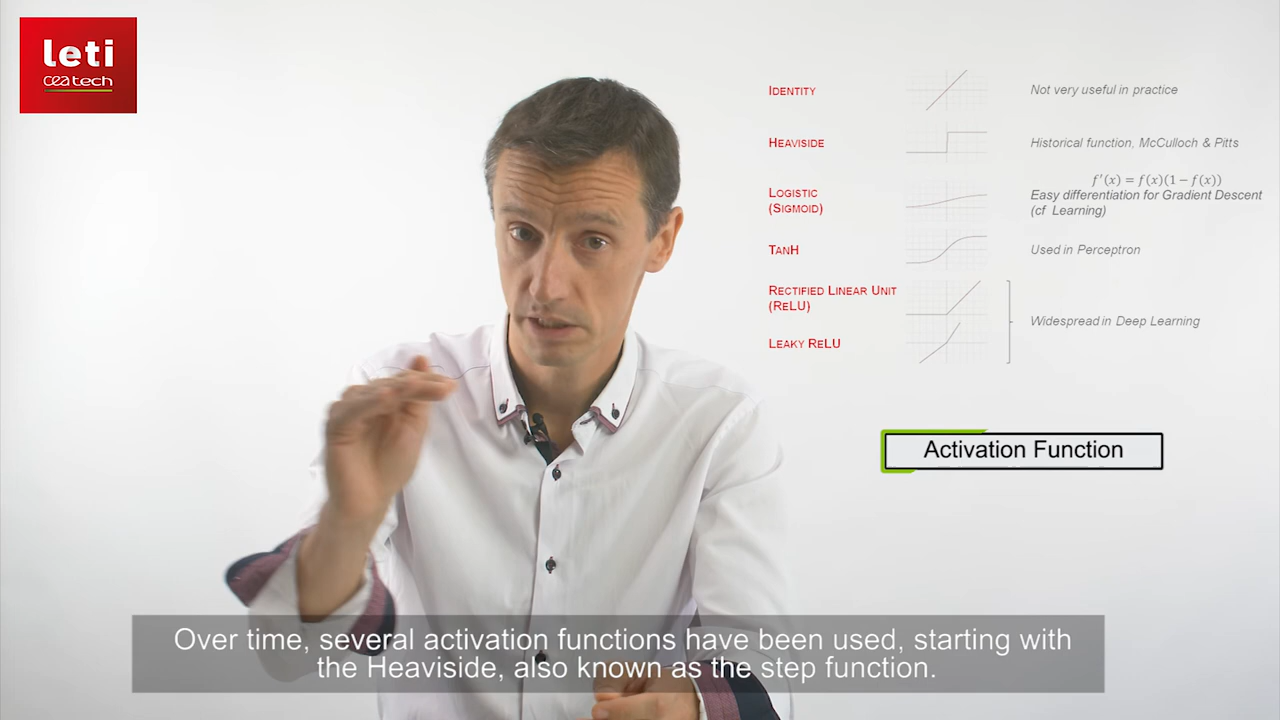 leti
cea tech
IDENTITY
Not very useful in practice
HEAVISIDE
Historical function, McCulloch & Pitts
f'(x) = f(x)(1 − f(x))
LOGISTIC
(SIGMOID)
Easy differentiation for Gradient Descent
(cf Learning)
TANH
Used in Perceptron
RECTIFIED LINEAR UNIT
(RELU)
LEAKY RELU
Widespread in Deep Learning
Activation Function
Over time, several activation functions have been used, starting with
the Heaviside, also known as the step function.